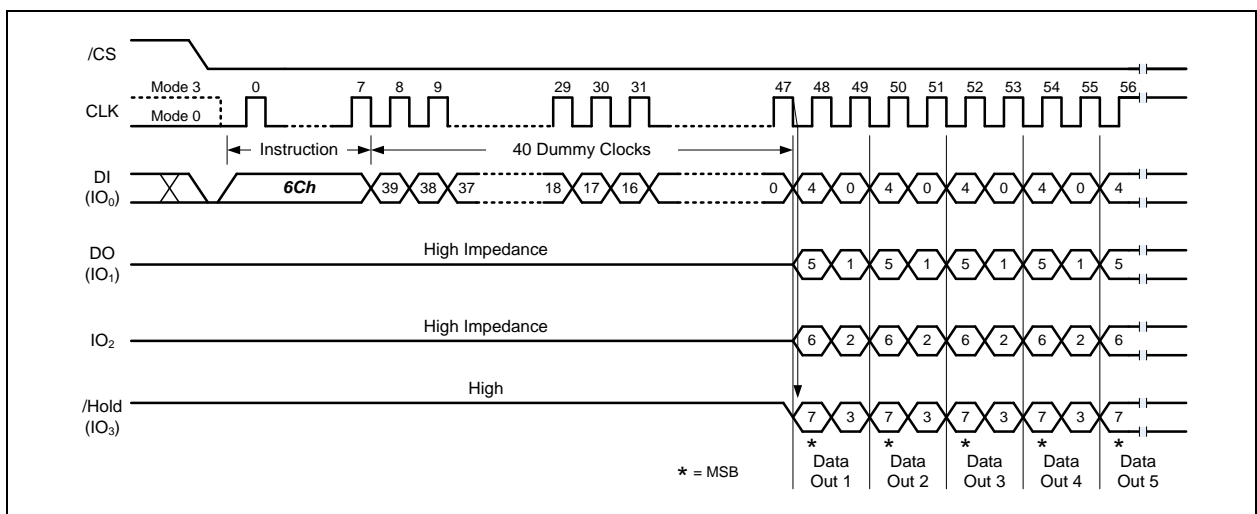 /CS
Mode 3 0 7 8 9 29 30 31 47 48 49 50 51 52 53 54 55 56
CLK
Mode 0
Instruction 40 Dummy Clocks
DI
(IO0)
6Ch 39 38 37 18 17 16 0 4 0 4 0 4 0 4 0 4
High Impedance
DO
(IO1)
5 1 5 1 5 1 5 1 5
High Impedance
IO2
6 2 6 2 6 2 6 2 6
High
/Hold
(IO3)
7 3 7 3 7 3 7 3 7
* * * * *
* = MSB
Data Out 1
Data Out 2
Data Out 3
Data Out 4
Data Out 5